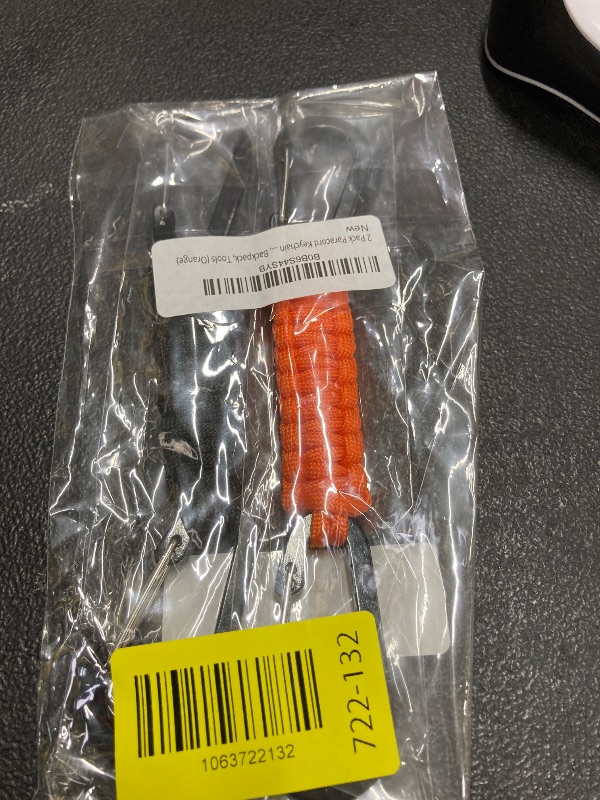 B0B6S44SYB
2 Pack Paracord Keychain ... Backpack, Tools (Orange)
New
722-132
1063722132